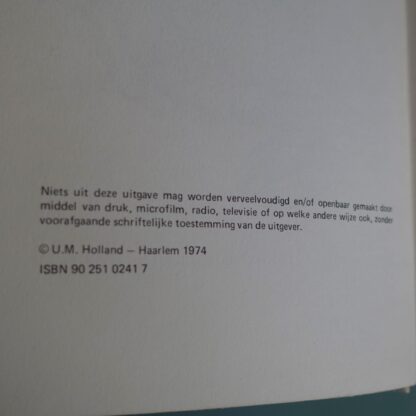 Niets uit deze uitgave mag worden verveelvoudigd en/of openbaar gemaakt door
middel van druk, microfilm, radio, televisie of op welke andere wijze ook, zonder
voorafgaande schriftelijke toestemming van de uitgever.
© U.M. Holland – Haarlem 1974
ISBN 90 251 0241 7